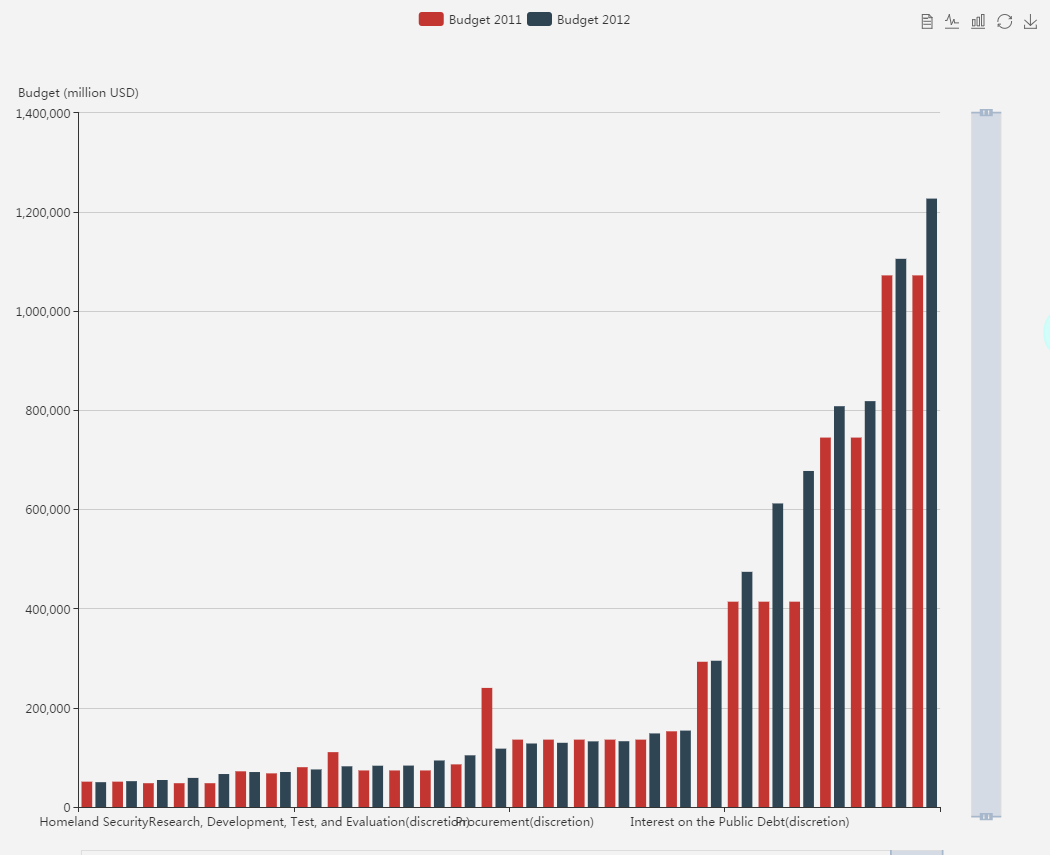 Budget 2011 Budget 2012
Budget (million USD)
1,400,000
1,200,000
1,000,000
800,000
600,000
400,000
200,000
0
Homeland Security Research, Development, Test, and Evaluation(discretion) Procurement(discretion) Interest on the Public Debt(discretion)